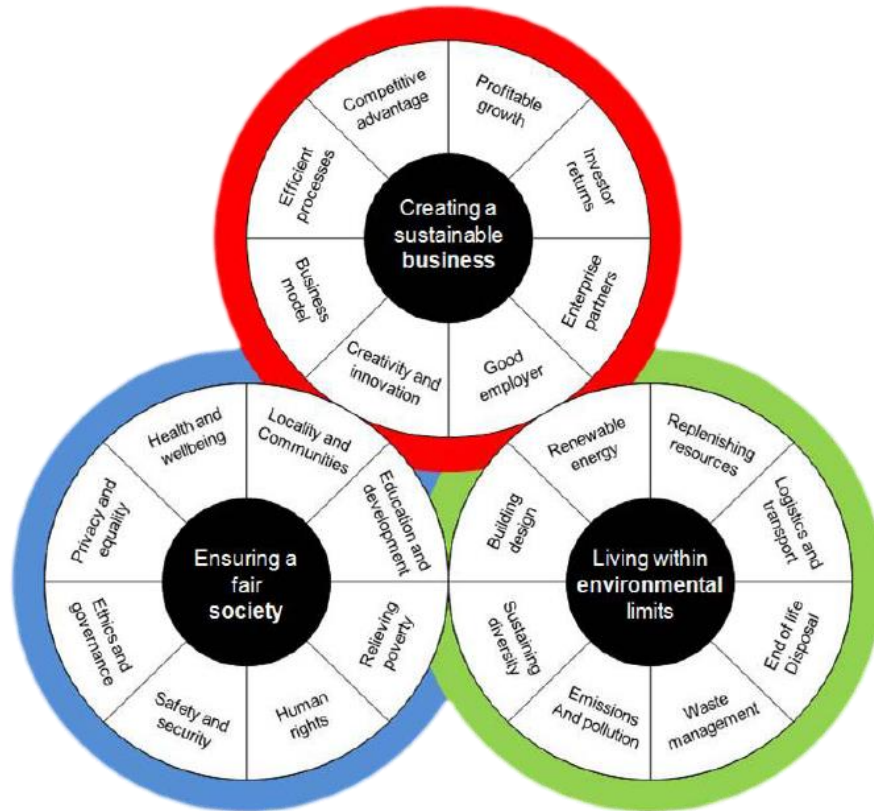 Competitive
advantage
Profitable
growth
Investor
returns
Enterprise
partners
Good
employer
Creativity and
innovation
Business
model
Efficient
processes
Creating a
sustainable
business
Health and
wellbeing
Locality and
Communities
Education and
development
Relieving
poverty
Human
rights
Safety and
security
Ethics and
governance
Privacy and
equality
Ensuring a
fair
society
Renewable
energy
Replenishing
resources
Logistics and
transport
End of life
Disposal
Waste
management
Emissions
And pollution
Sustaining
diversity
Building
design
Living within
environmental
limits